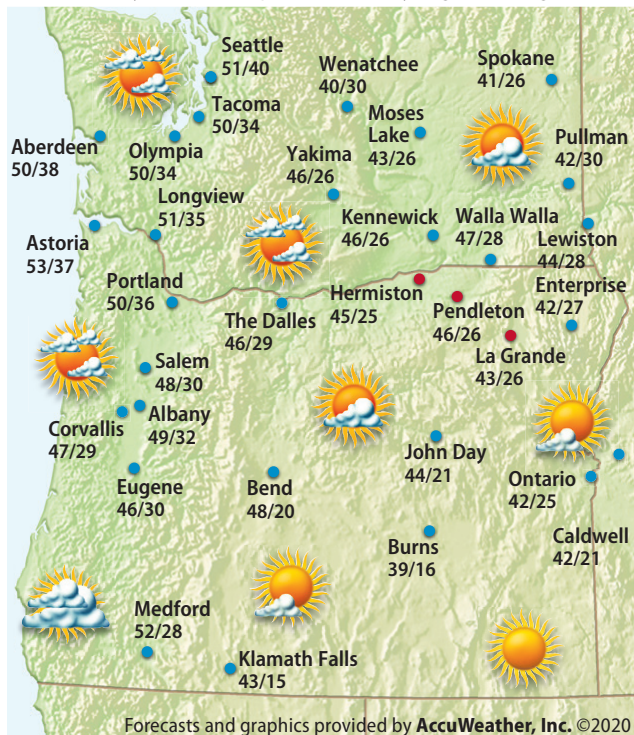 Seattle
51/40
Wenatchee
40/30
Spokane
41/26
Tacoma
50/34
Moses
Lake
43/26
Aberdeen
50/38
Olympia
50/34
Yakima
46/26
Pullman
42/30
Longview
51/35
Kennewick
46/26
Walla Walla
47/28
Astoria
53/37
Lewiston
44/28
Portland
50/36
The Dalles
46/29
Hermiston
45/25
Pendleton
46/26
Enterprise
42/27
La Grande
43/26
Salem
48/30
Albany
49/32
Corvallis
47/29
Eugene
46/30
Bend
48/20
John Day
44/21
Ontario
42/25
Burns
39/16
Caldwell
42/21
Medford
52/28
Klamath Falls
43/15
Forecasts and graphics provided by AccuWeather, Inc. ©2020